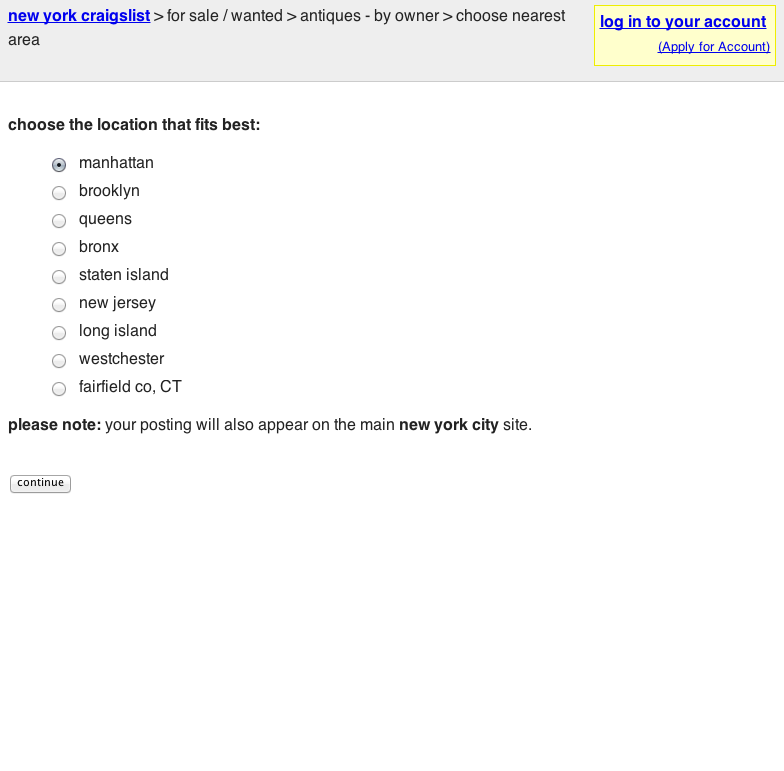 new york craigslist > for sale / wanted > antiques - by owner > choose nearest
area
log in to your account
(Apply for Account)
choose the location that fits best:
manhattan
brooklyn
queens
bronx
staten island
new jersey
long island
westchester
fairfield co, CT
please note: your posting will also appear on the main new york city site.
continue